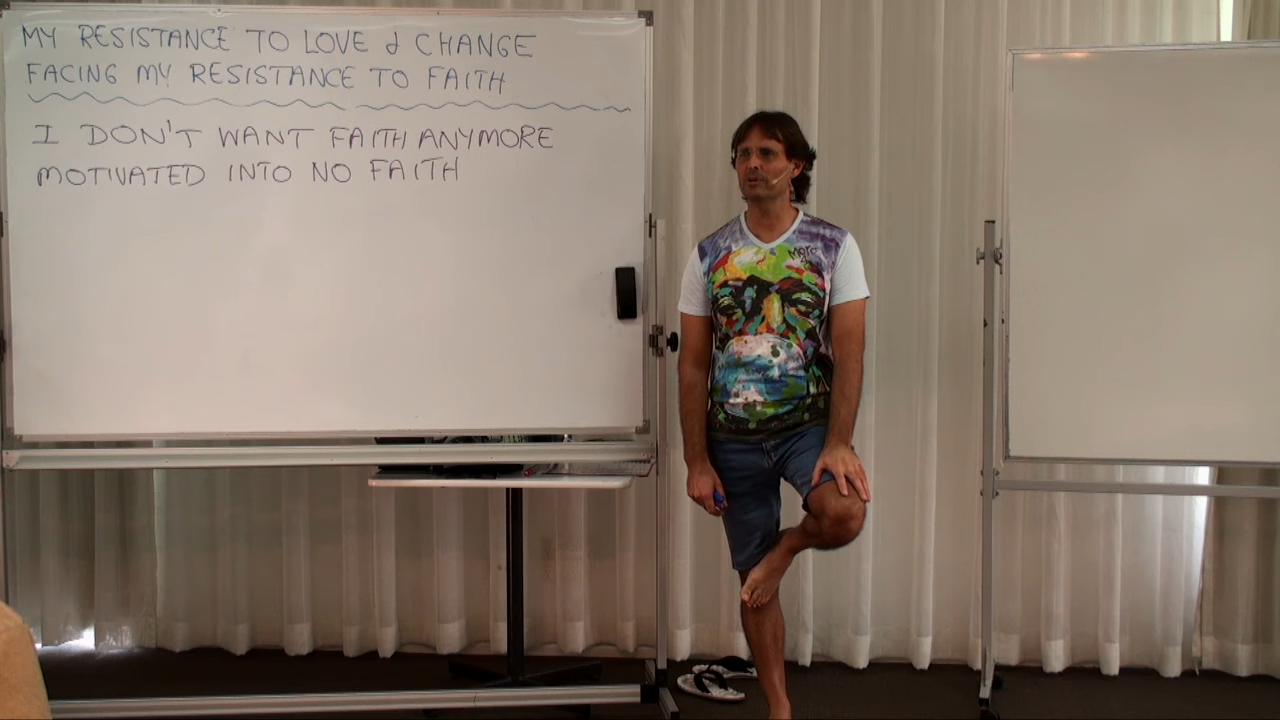 MY RESISTANCE TO LOVE & CHANGE
FACING MY RESISTANCE TO FAITH
I DON'T WANT FAITH ANYMORE
MOTIVATED INTO NO FAITH